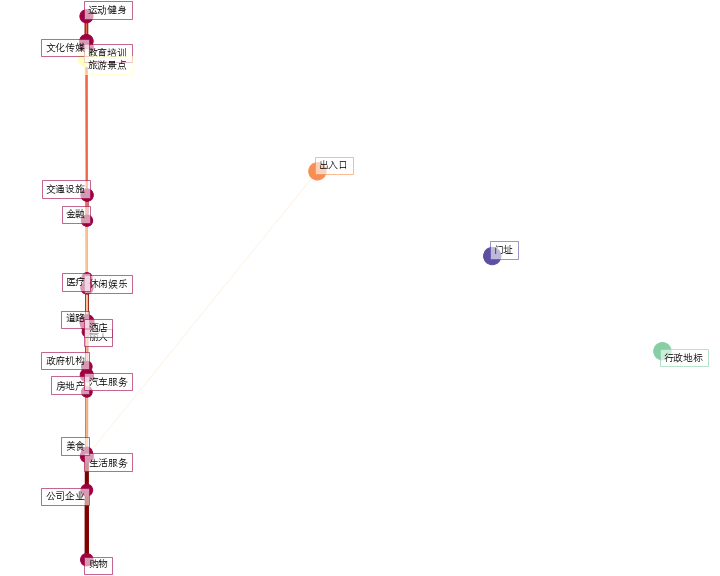 运动健身
文化传媒
教育培训
旅游景点
出入口
交通设施
金融
门址
医疗
休闲娱乐
道路
酒店
丽人
行政地标
政府机构
汽车服务
房地产
美食
生活服务
公司企业
购物